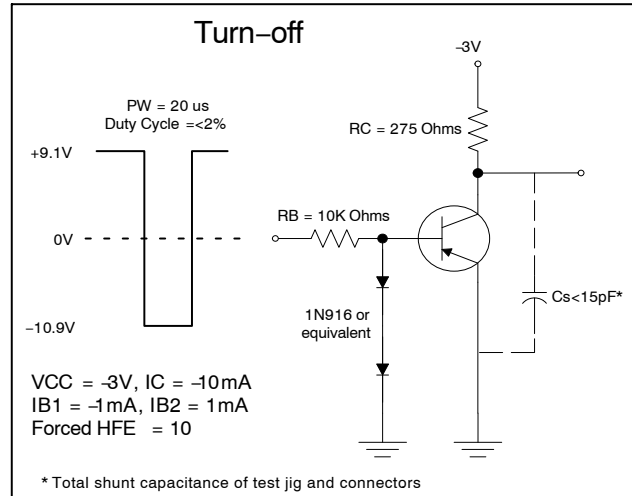 Turn−off
PW = 20 us
Duty Cycle =<2%
+9.1V
0V
−10.9V
−3V
RC = 275 Ohms
RB = 10K Ohms
1N916 or
equivalent
Cs<15pF*
VCC = −3V, IC = −10mA
IB1 = −1mA, IB2 = 1mA
Forced HFE = 10
* Total shunt capacitance of test jig and connectors